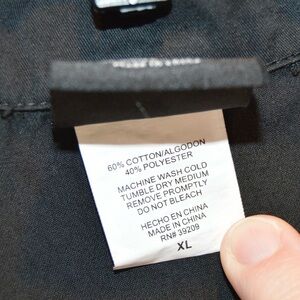 60% COTTON/ALGODON
40% POLYESTER
MACHINE WASH COLD
TUMBLE DRY MEDIUM
REMOVE PROMPTLY
DO NOT BLEACH
HECHO EN CHINA
MADE IN CHINA
RN# 39209
XL